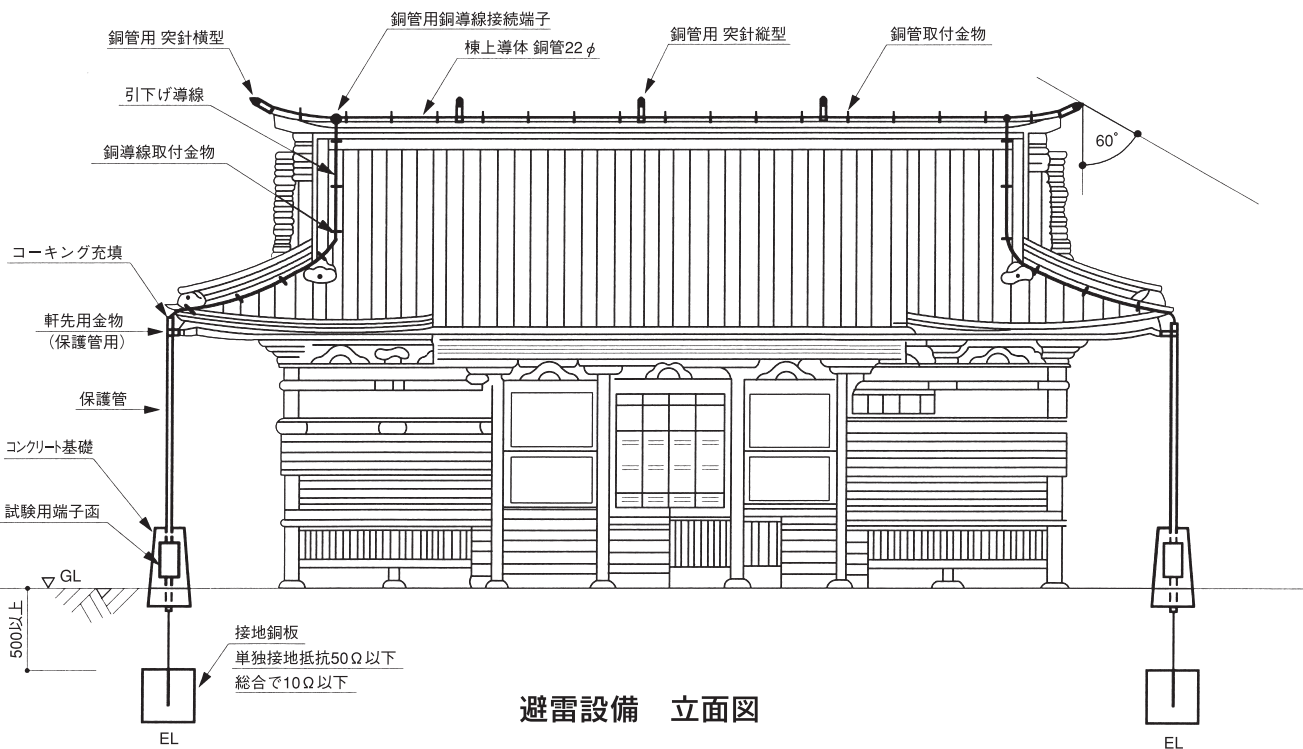 銅管用銅導線接続端子
銅管用 突針横型
棟上導体 銅管22φ
銅管用 突針縦型
銅管取付金物
引下げ導線
銅導線取付金物
60°
コーキング充填
軒先用金物
（保護管用）
保護管
コンクリート基礎
試験用端子函
GL
500以上
接地銅板
単独接地抵抗50Ω以下
総合で10Ω以下
EL
避雷設備　立面図
EL